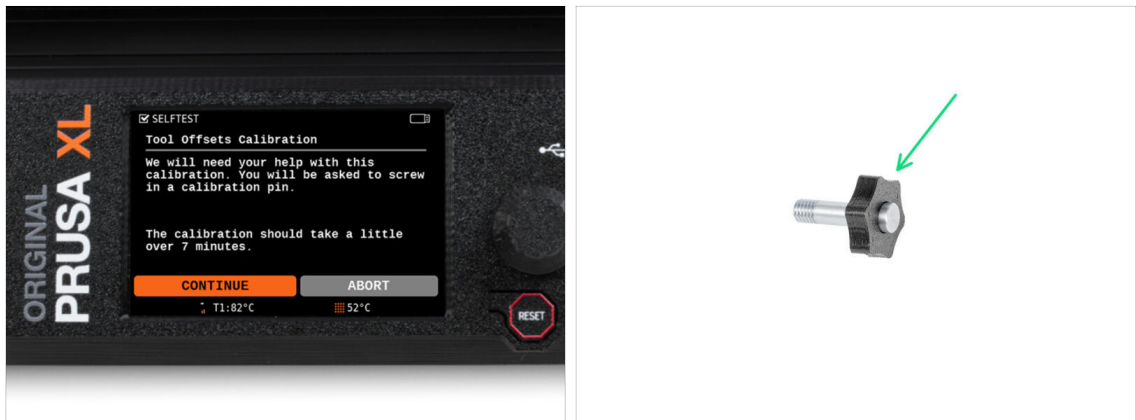 ORIGINAL
PRUSA XL
SELFTEST
Tool Offsets Calibration
We will need your help with this
calibration. You will be asked to screw
in a calibration pin.
The calibration should take a little
over 7 minutes.
CONTINUE
ABORT
T1:82°C
52°C
RESET